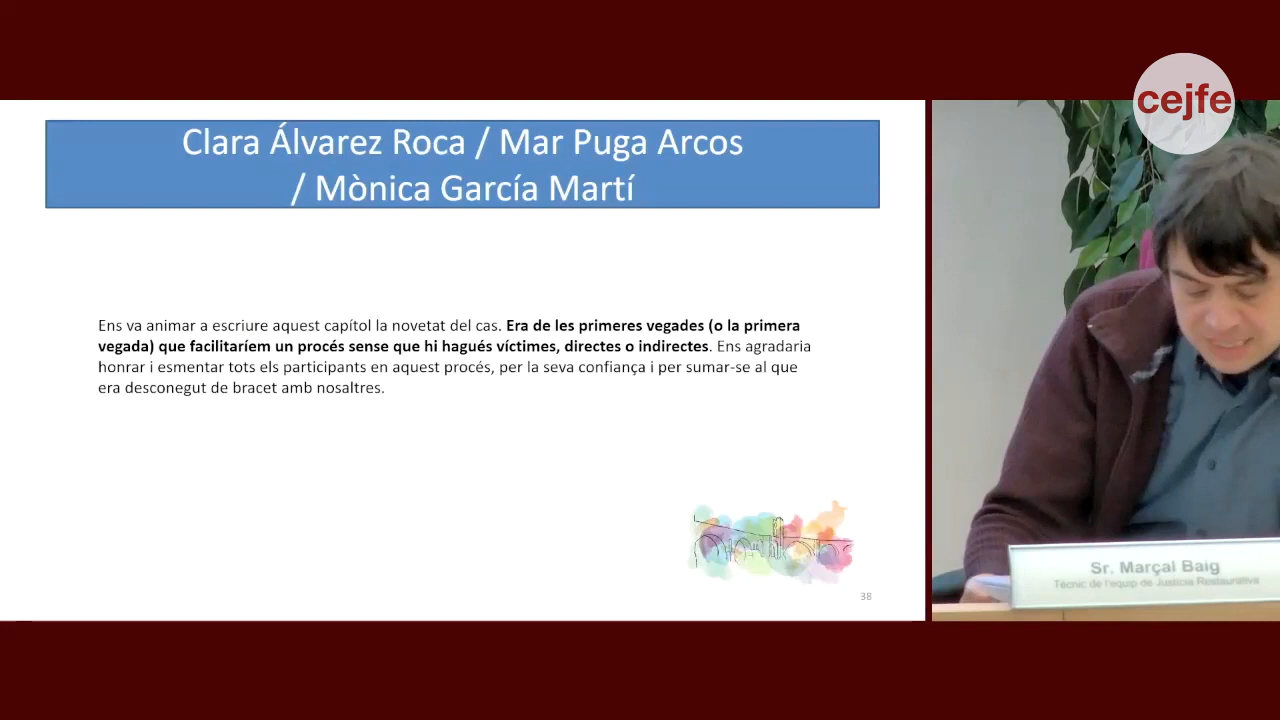 cejfe
Clara Álvarez Roca / Mar Puga Arcos
/ Mònica García Martí
Ens va animar a escriure aquest capítol la novetat del cas. Era de les primeres vegades (o la primera
vegada) que facilitaríem un procés sense que hi hagués víctimes, directes o indirectes. Ens agradaria
honrar i esmentar tots els participants en aquest procés, per la seva confiança i per sumar-se al que
era desconegut de bracet amb nosaltres.
38
Sr. Marçal Baig
Tècnic de l'equip de Justícia Restaurativa